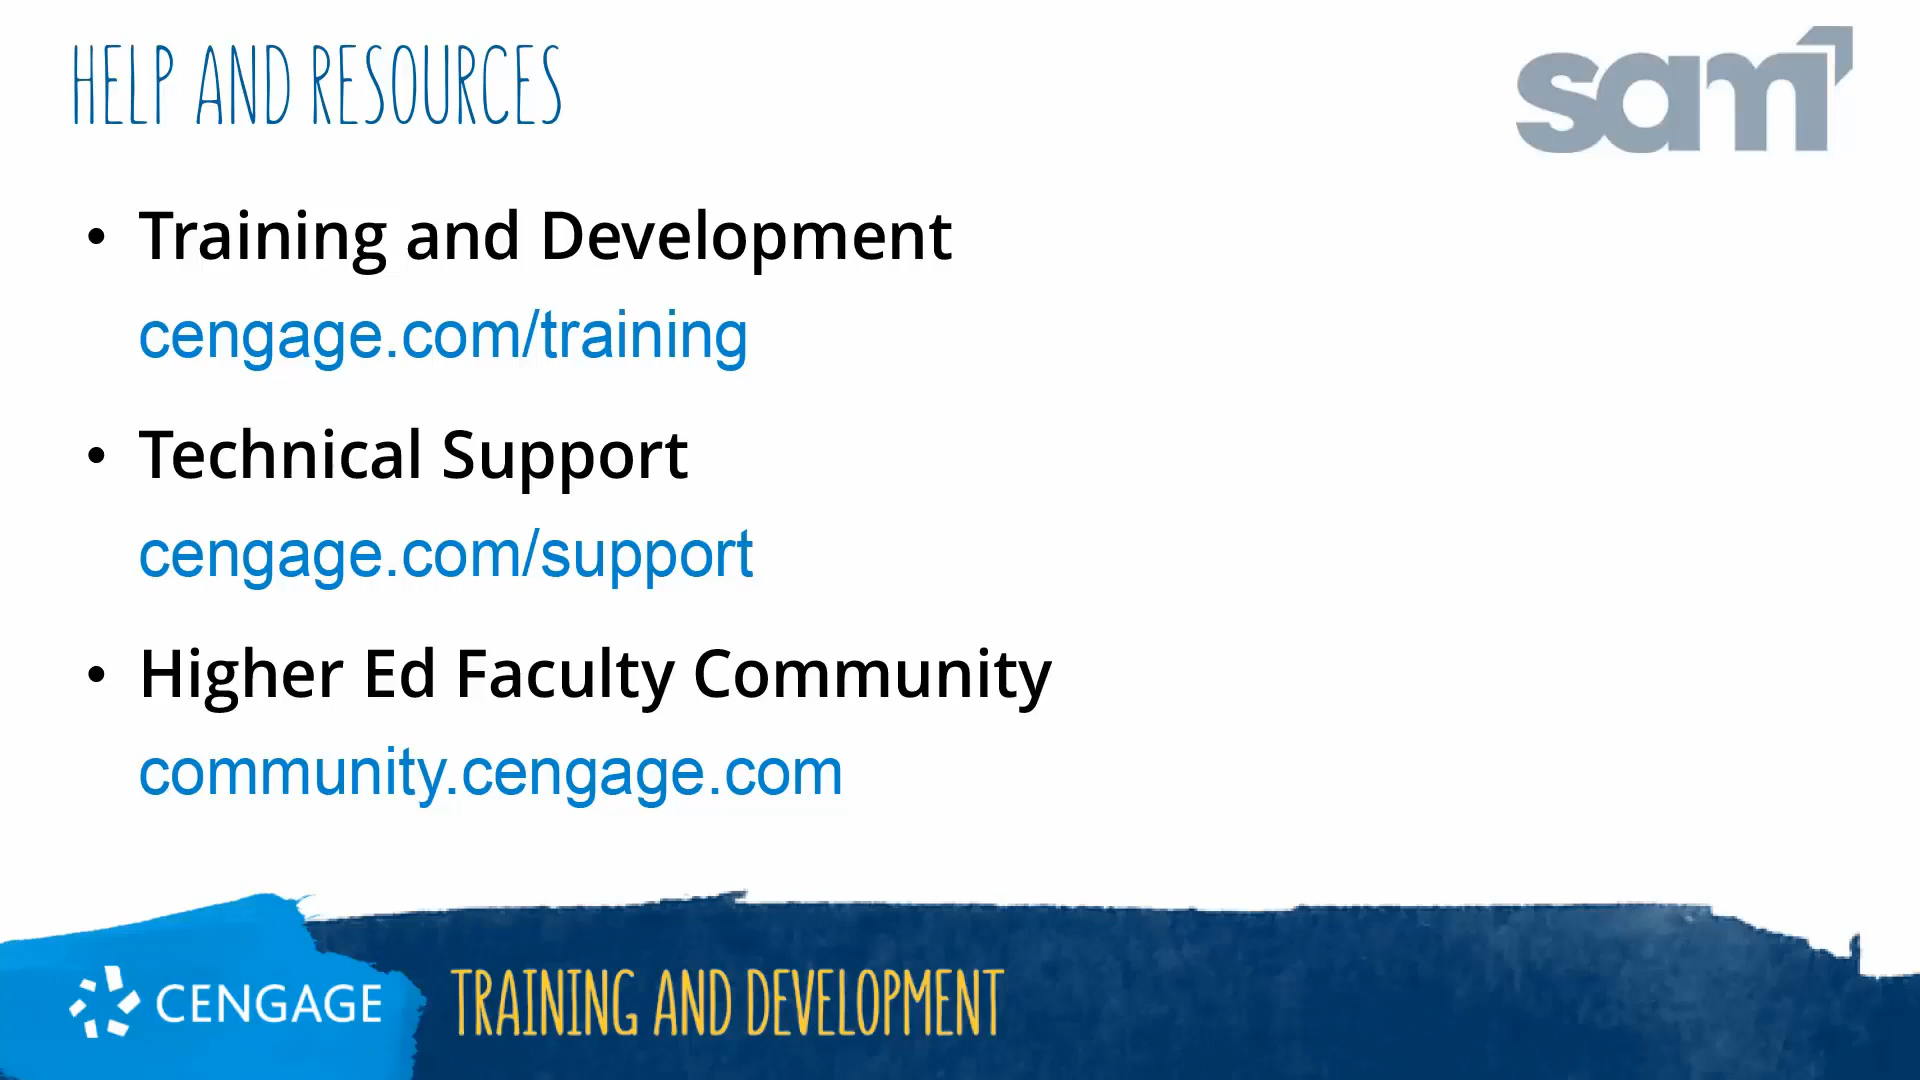 HELP AND RESOURCES
sam
• Training and Development
cengage.com/training
• Technical Support
cengage.com/support
• Higher Ed Faculty Community
community.cengage.com
CENGAGE
TRAINING AND DEVELOPMENT